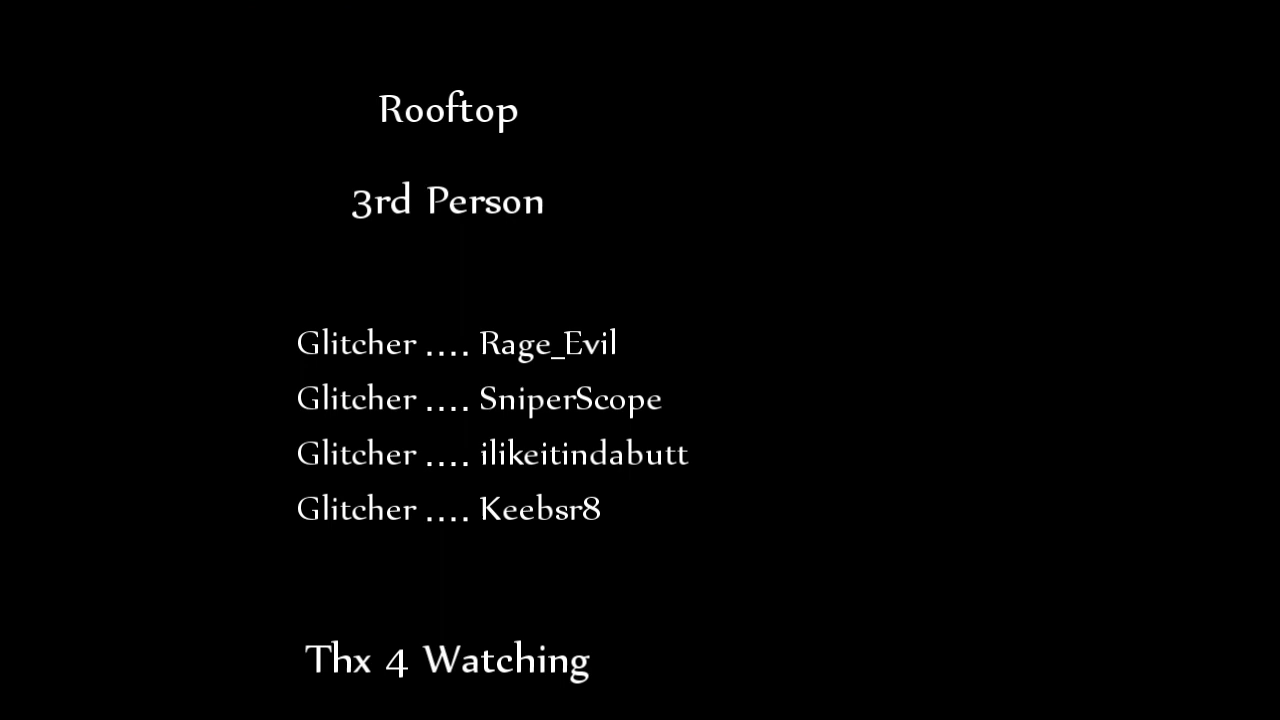 Rooftop
3rd Person
Glitcher .... Rage_Evil
Glitcher .... SniperScope
Glitcher .... ilikeitindabutt
Glitcher .... Keebsr8
Thx 4 Watching